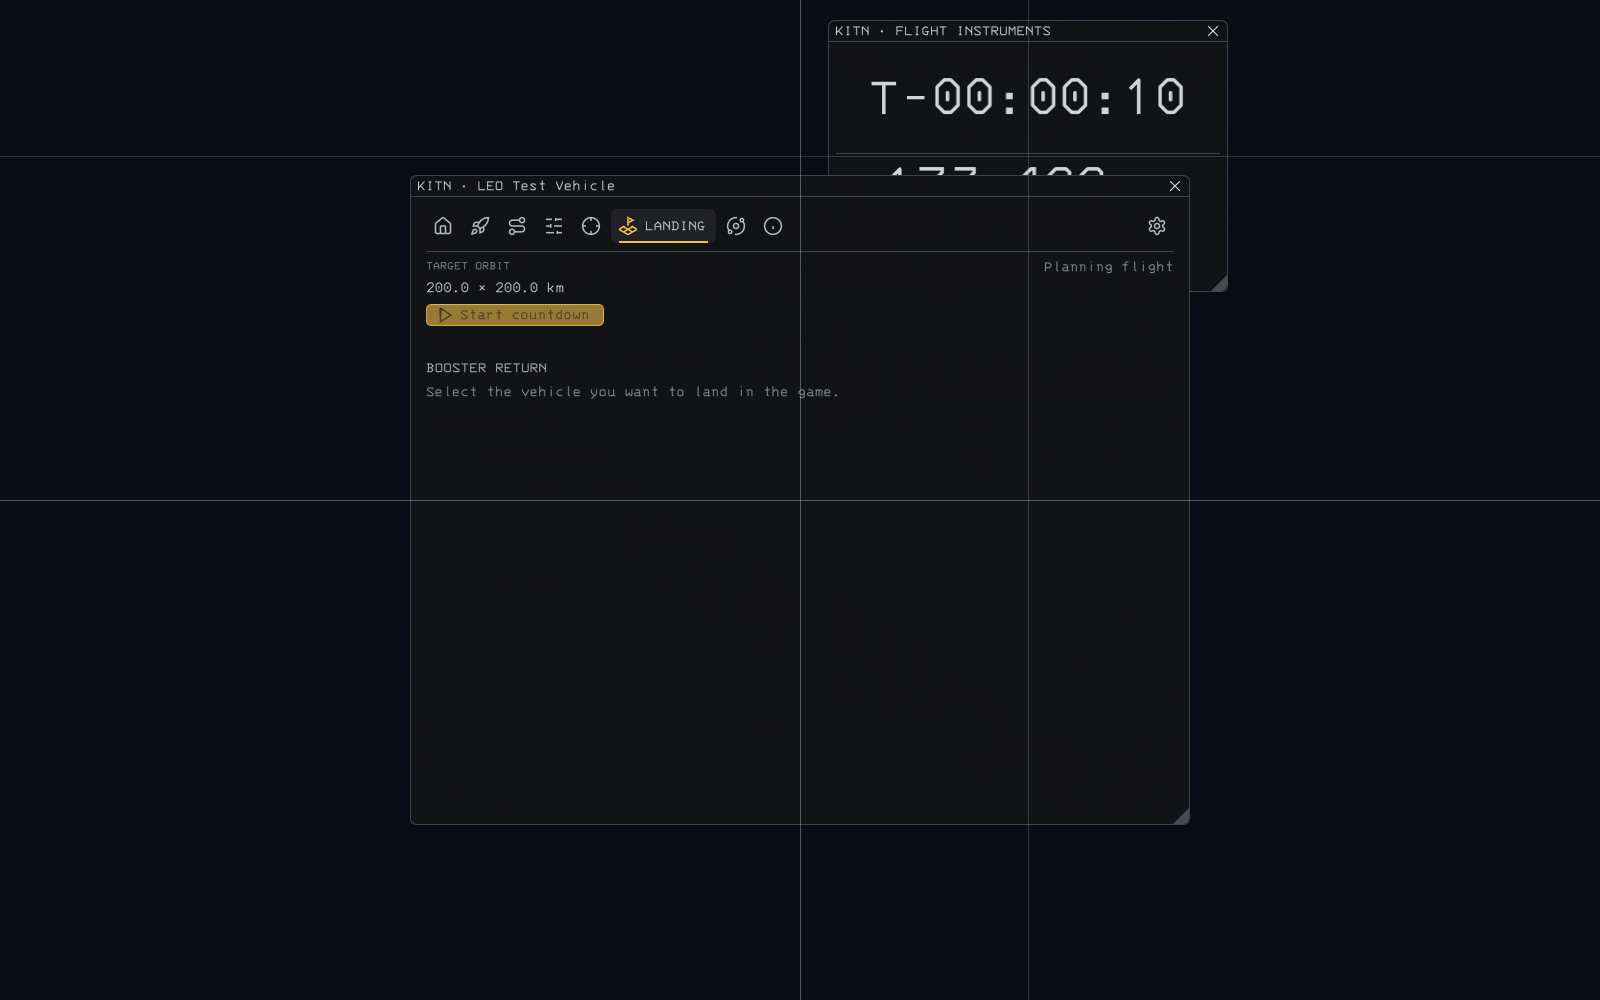 KITN · FLIGHT INSTRUMENTS
T-00:00:10
KITN · LEO Test Vehicle
LANDING
TARGET ORBIT
Planning flight
200.0 × 200.0 km
Start countdown
BOOSTER RETURN
Select the vehicle you want to land in the game.